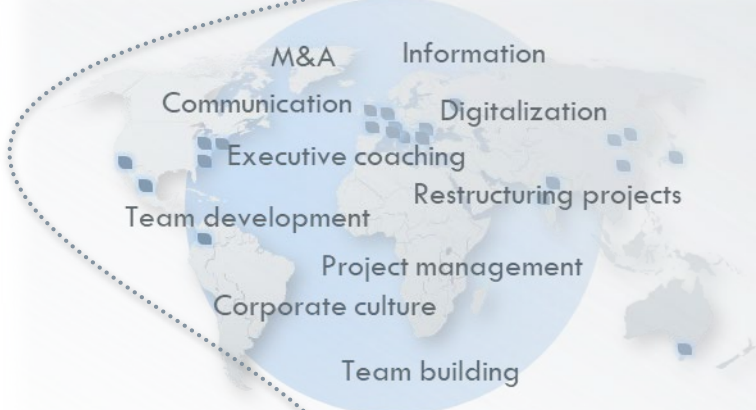 M&A
Information
Communication
Digitalization
Executive coaching
Restructuring projects
Team development
Project management
Corporate culture
Team building